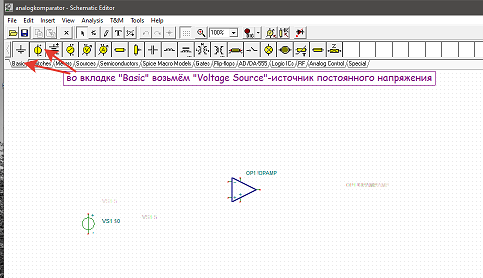 analogkomparator - Schematic Editor
File Edit Insert View Analysis T&M Tools Help
100%
Basic Switches Meters Sources Semiconductors Spice Macro Models Gates Flip-flops AD/DA-555 Logic ICs RF Analog Control Special
во вкладке "Basic" возьмём "Voltage Source"-источник постоянного напряжения
OP1 !OPAMP
VS1 10